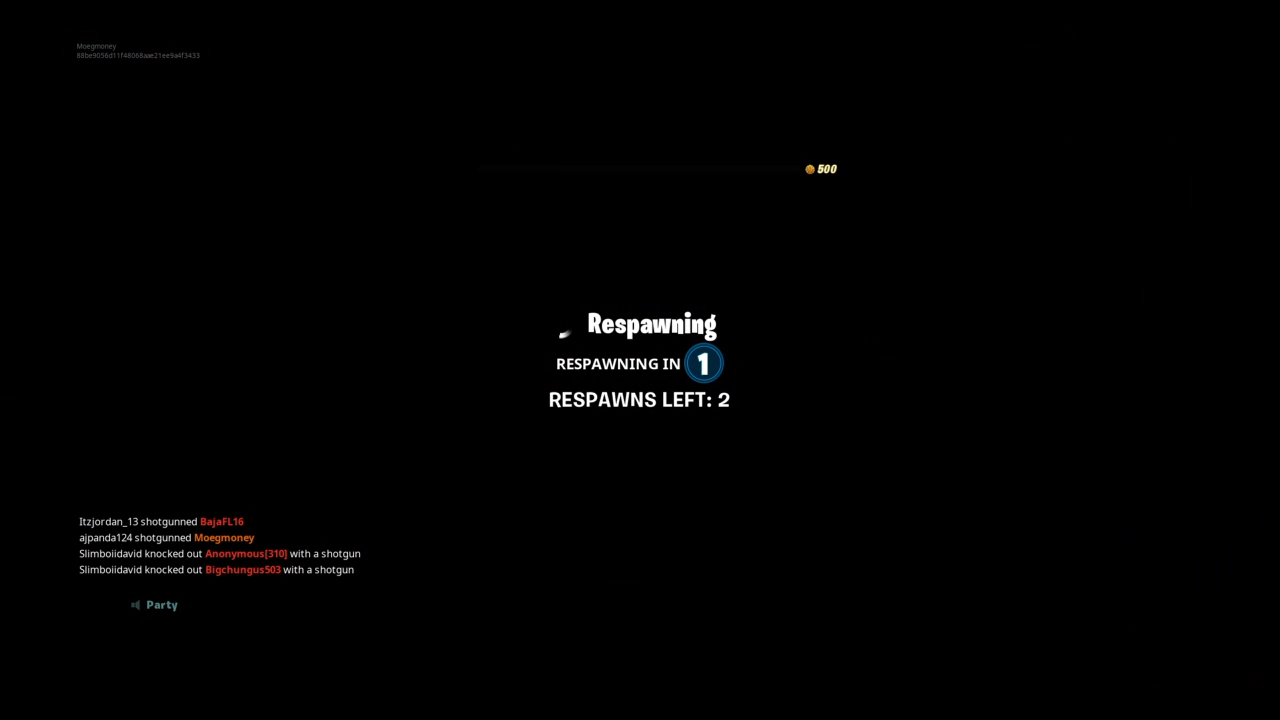 Moegmoney
88be9056d11f48068aae21ee9a4f3433
500
Respawning
RESPAWNING IN 1
RESPAWNS LEFT: 2
Itzjordan_13 shotgunned BajaFL16
ajpanda124 shotgunned Moegmoney
Slimboiidavid knocked out Anonymous[310] with a shotgun
Slimboiidavid knocked out Bigchungus503 with a shotgun
Party